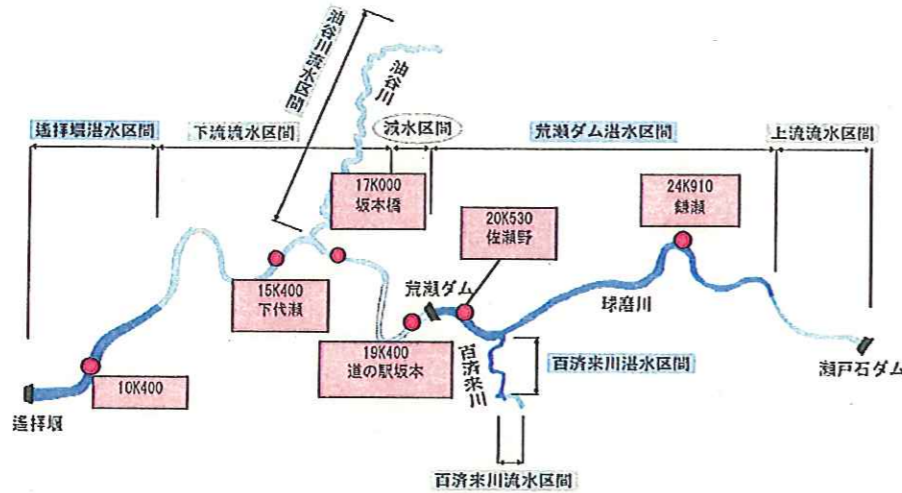 油谷川流水区間
油谷川
遙拝堰湛水区間
下流流水区間
減水区間
荒瀬ダム湛水区間
上流流水区間
17K000
坂本橋
24K910
鎌瀬
20K530
佐瀬野
15K400
下代瀬
荒瀬ダム
球磨川
19K400
道の駅坂本
百済来川
百済来川湛水区間
瀬戸石ダム
10K400
遙拝堰
百済来川流水区間